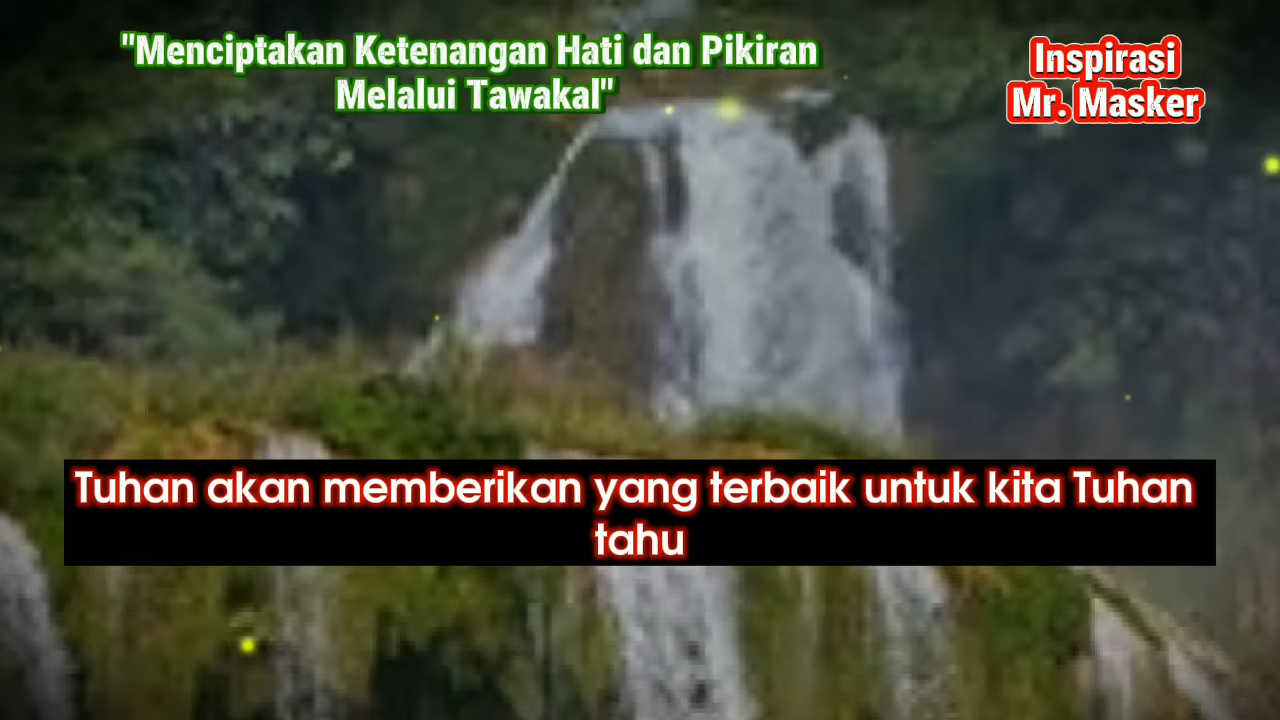 "Menciptakan Ketenangan Hati dan Pikiran
Melalui Tawakal"
Inspirasi
Mr. Masker
Tuhan akan memberikan yang terbaik untuk kita Tuhan
tahu